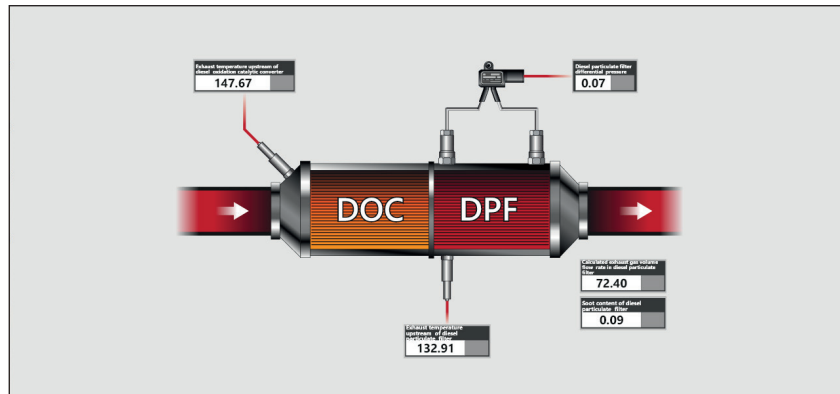 Exhaust temperature upstream of
diesel oxidation catalytic converter
147.67
Diesel particulate filter
differential pressure
0.07
DOC
DPF
Calculated exhaust gas volume
flow rate in diesel particulate
filter
72.40
Soot content of diesel
particulate filter
0.09
Exhaust temperature
upstream of diesel
particulate filter
132.91